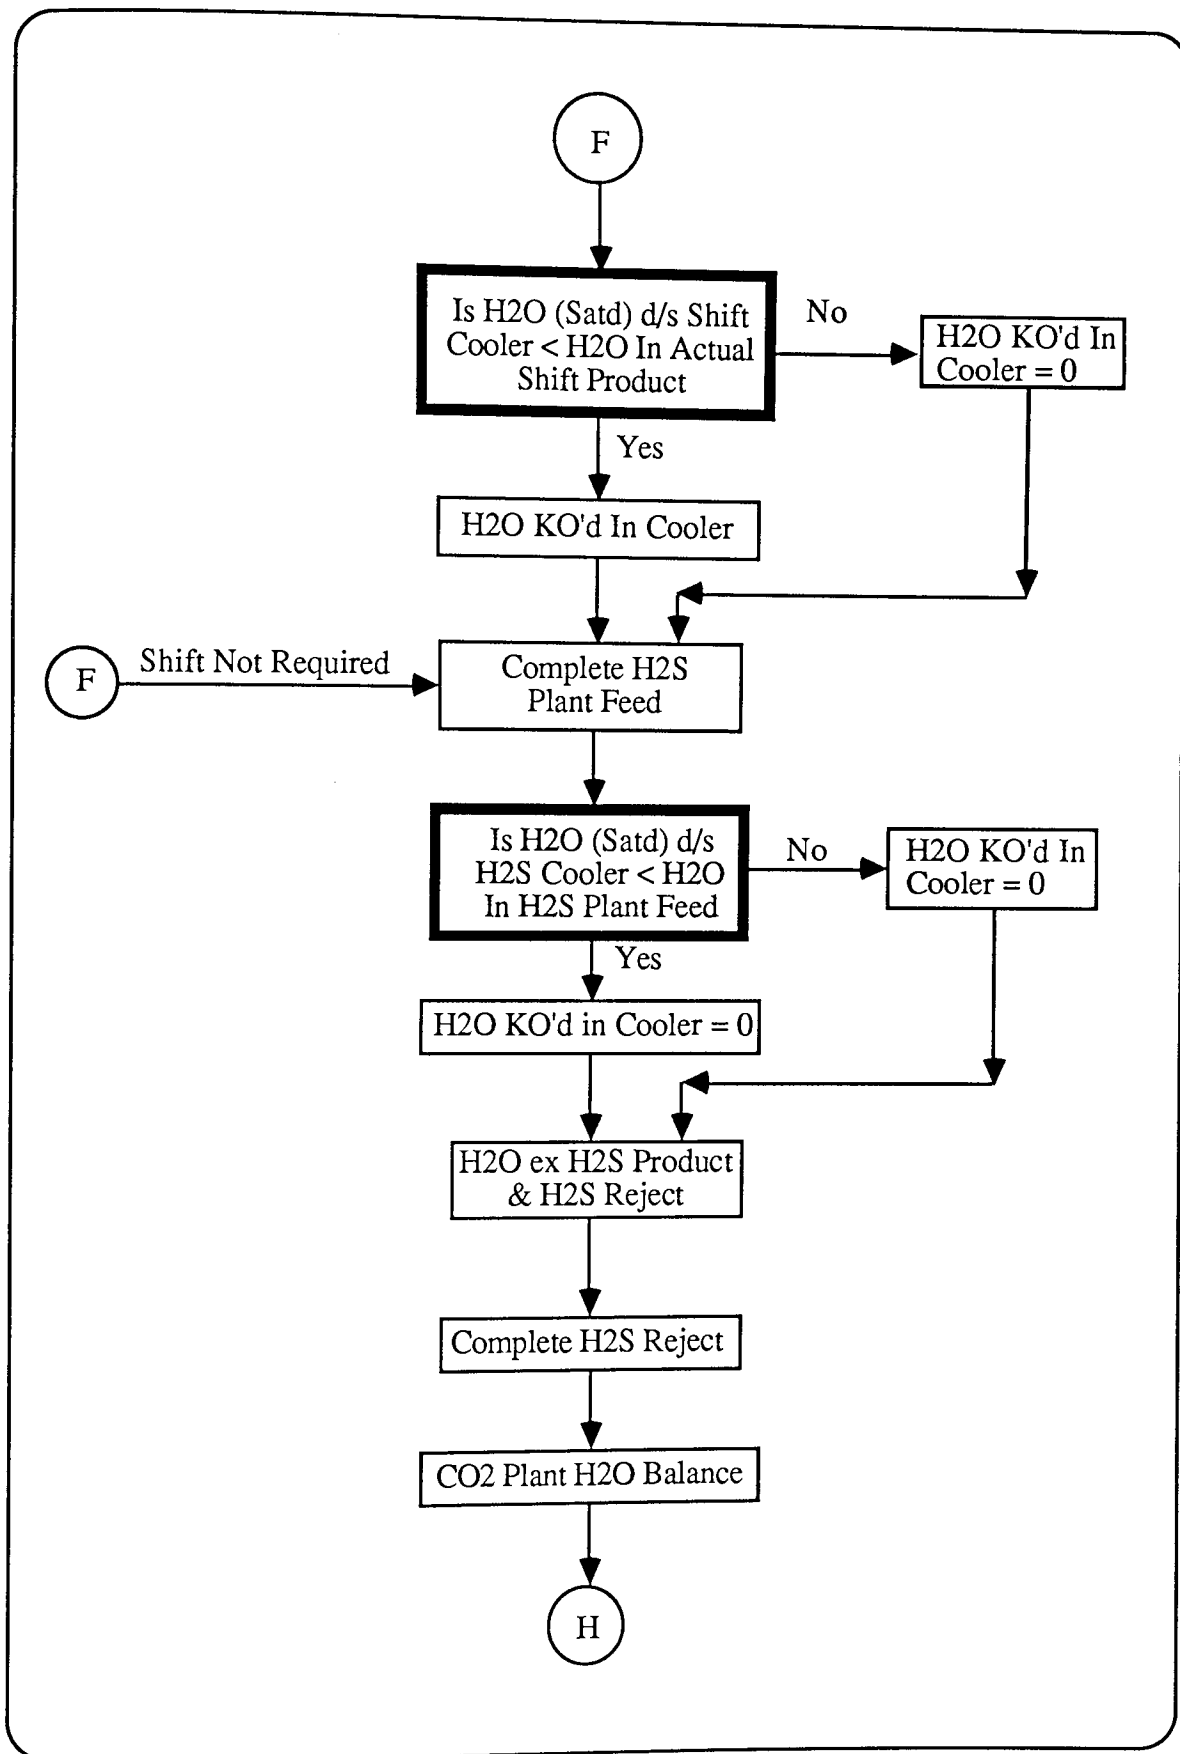 F
Is H2O (Satd) d/s Shift
Cooler < H2O In Actual
Shift Product
No
H2O KO'd In
Cooler = 0
Yes
H2O KO'd In Cooler
F
Shift Not Required
Complete H2S
Plant Feed
Is H2O (Satd) d/s
H2S Cooler < H2O
In H2S Plant Feed
No
H2O KO'd In
Cooler = 0
Yes
H2O KO'd in Cooler = 0
H2O ex H2S Product
& H2S Reject
Complete H2S Reject
CO2 Plant H2O Balance
H